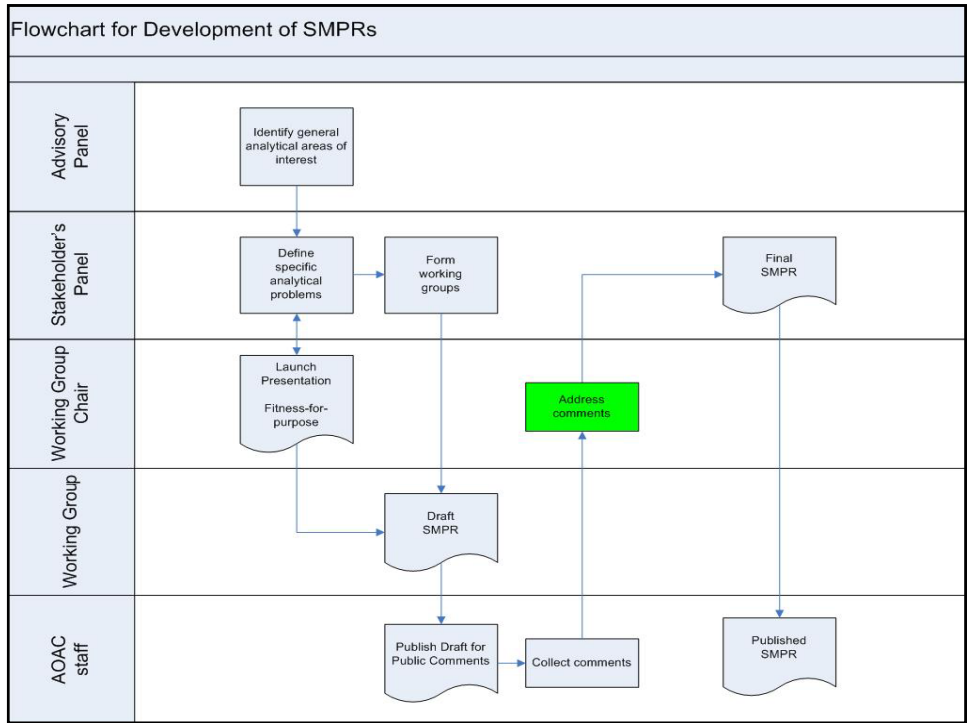 Flowchart for Development of SMPRs
Advisory
Panel
Identify general
analytical areas of
interest
Stakeholder's
Panel
Define
specific
analytical
problems
Form
working
groups
Final
SMPR
Working Group
Chair
Launch
Presentation
Fitness-for-
purpose
Address
comments
Working Group
Draft
SMPR
AOAC
staff
Publish Draft for
Public Comments
Collect comments
Published
SMPR